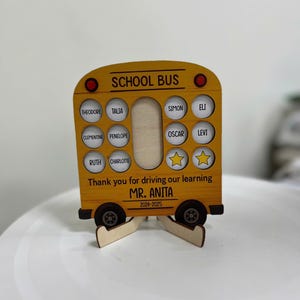 SCHOOL BUS
THEODORE TALIA SIMON ELI
CLEMENTINE PENELOPE OSCAR LEVI
RUTH CHARLOTTE
Thank you for driving our learning
MR. ANITA
2024-2025